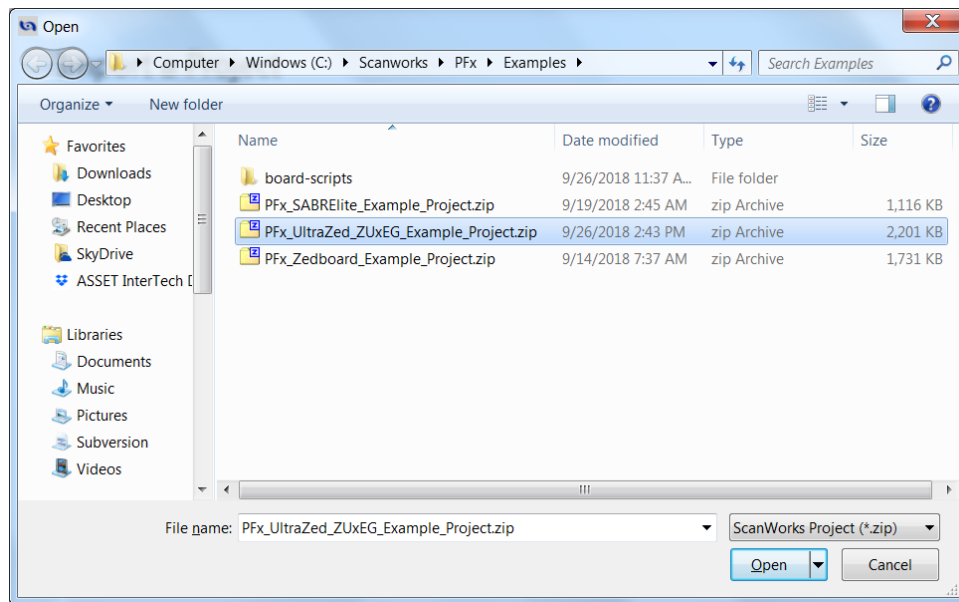 Open
Computer Windows (C:) Scanworks PFx Examples Search Examples
Organize New folder
Favorites
Downloads
Desktop
Recent Places
SkyDrive
ASSET InterTech
Libraries
Documents
Music
Pictures
Subversion
Videos
Name Date modified Type Size
board-scripts 9/26/2018 11:37 A... File folder
PFx_SABRElite_Example_Project.zip 9/19/2018 2:45 AM zip Archive 1,116 KB
PFx_UltraZed_ZUxEG_Example_Project.zip 9/26/2018 2:43 PM zip Archive 2,201 KB
PFx_Zedboard_Example_Project.zip 9/14/2018 7:37 AM zip Archive 1,731 KB
File name: PFx_UltraZed_ZUxEG_Example_Project.zip ScanWorks Project (*.zip)
Open Cancel